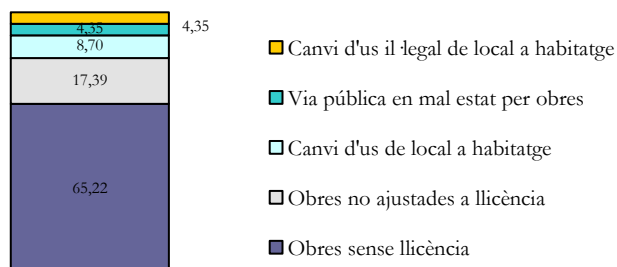 4,35
4,35
8,70
17,39
65,22
Canvi d'us il·legal de local a habitatge
Via pública en mal estat per obres
Canvi d'us de local a habitatge
Obres no ajustades a llicència
Obres sense llicència